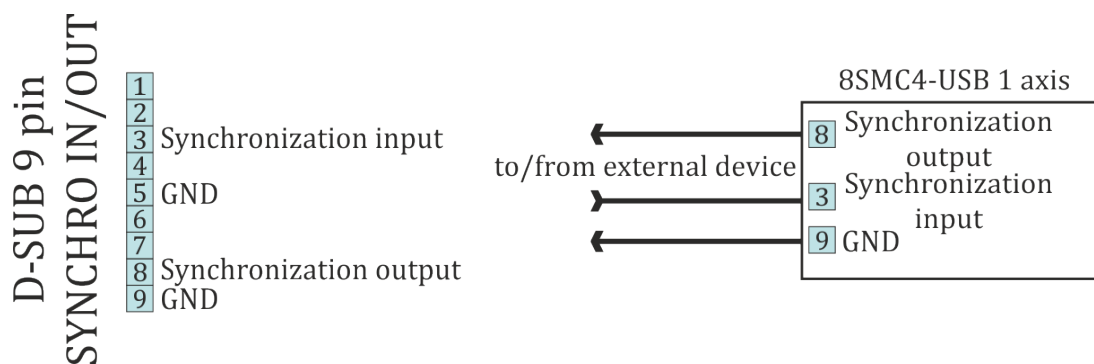 D-SUB 9 pin
SYNCHRO IN/OUT
1
2
3 Synchronization input
4
5 GND
6
7
8 Synchronization output
9 GND
to/from external device
8SMC4-USB 1 axis
8 Synchronization
output
3 Synchronization
input
9 GND